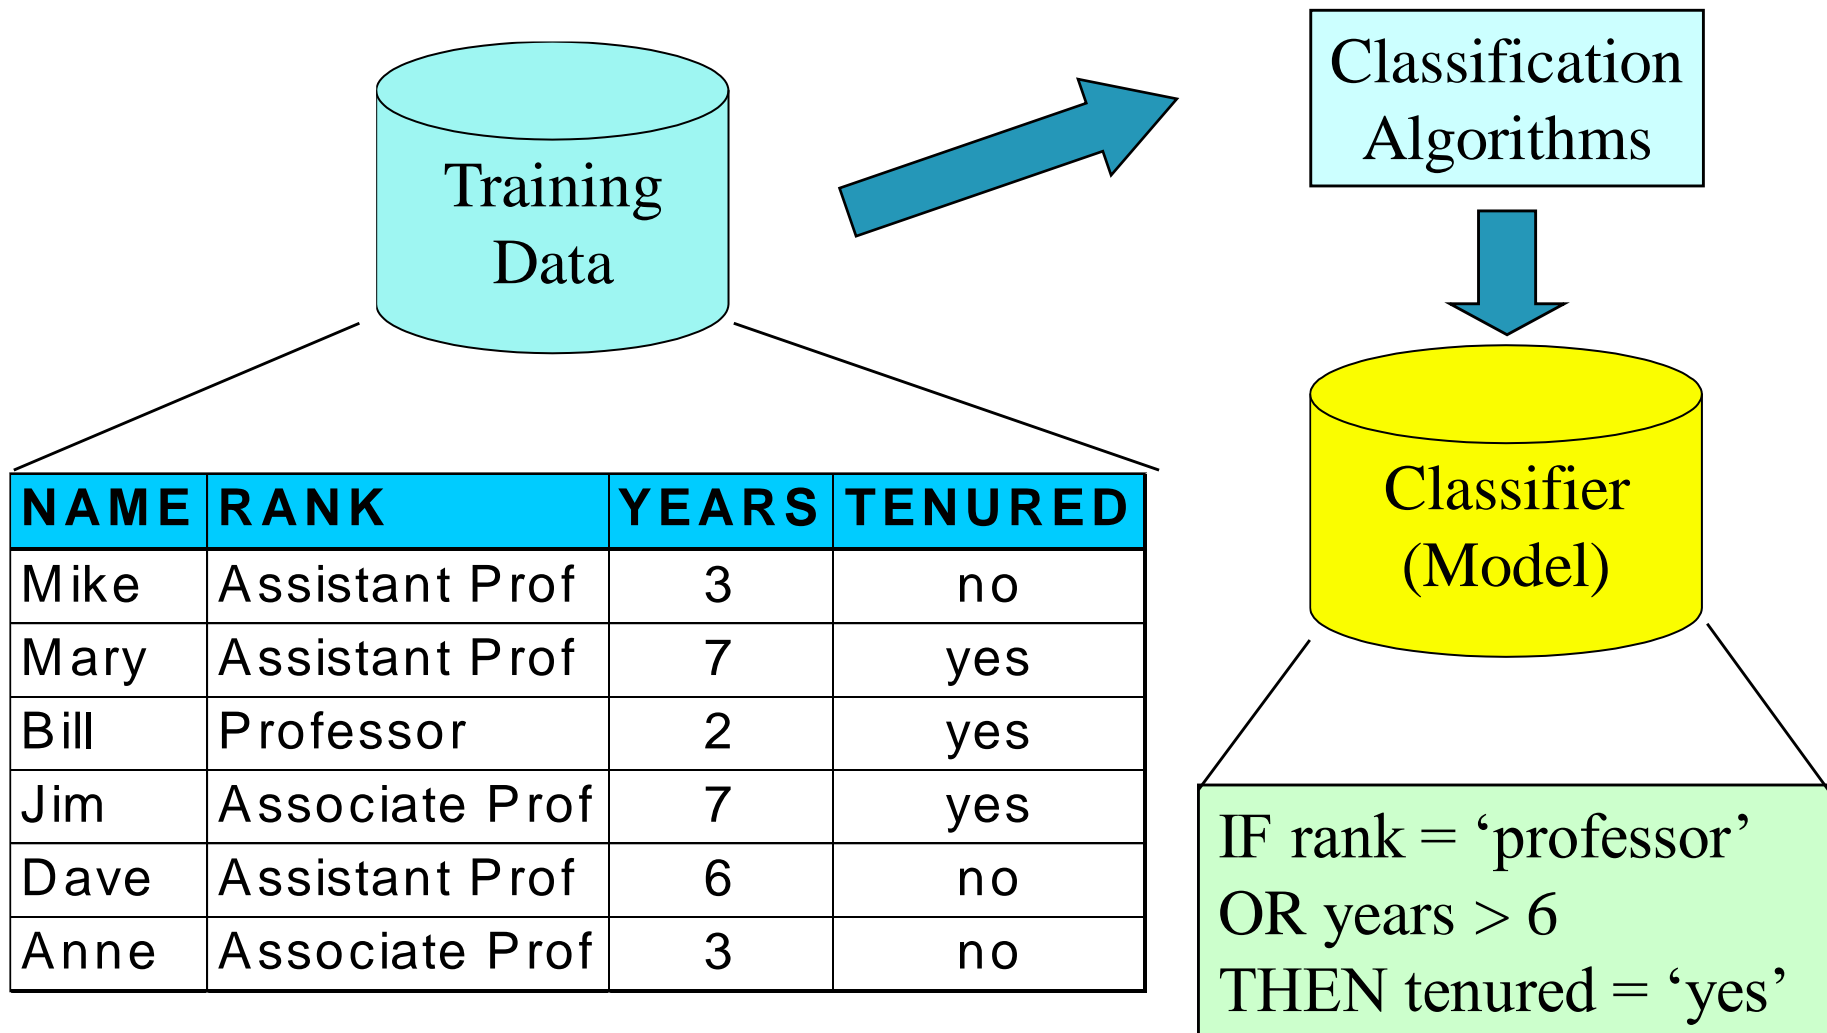 Training
Data
Classification
Algorithms
NAME RANK YEARS TENURED
Mike Assistant Prof 3 no
Mary Assistant Prof 7 yes
Bill Professor 2 yes
Jim Associate Prof 7 yes
Dave Assistant Prof 6 no
Anne Associate Prof 3 no
Classifier
(Model)
IF rank = ‘professor’
OR years > 6
THEN tenured = ‘yes’